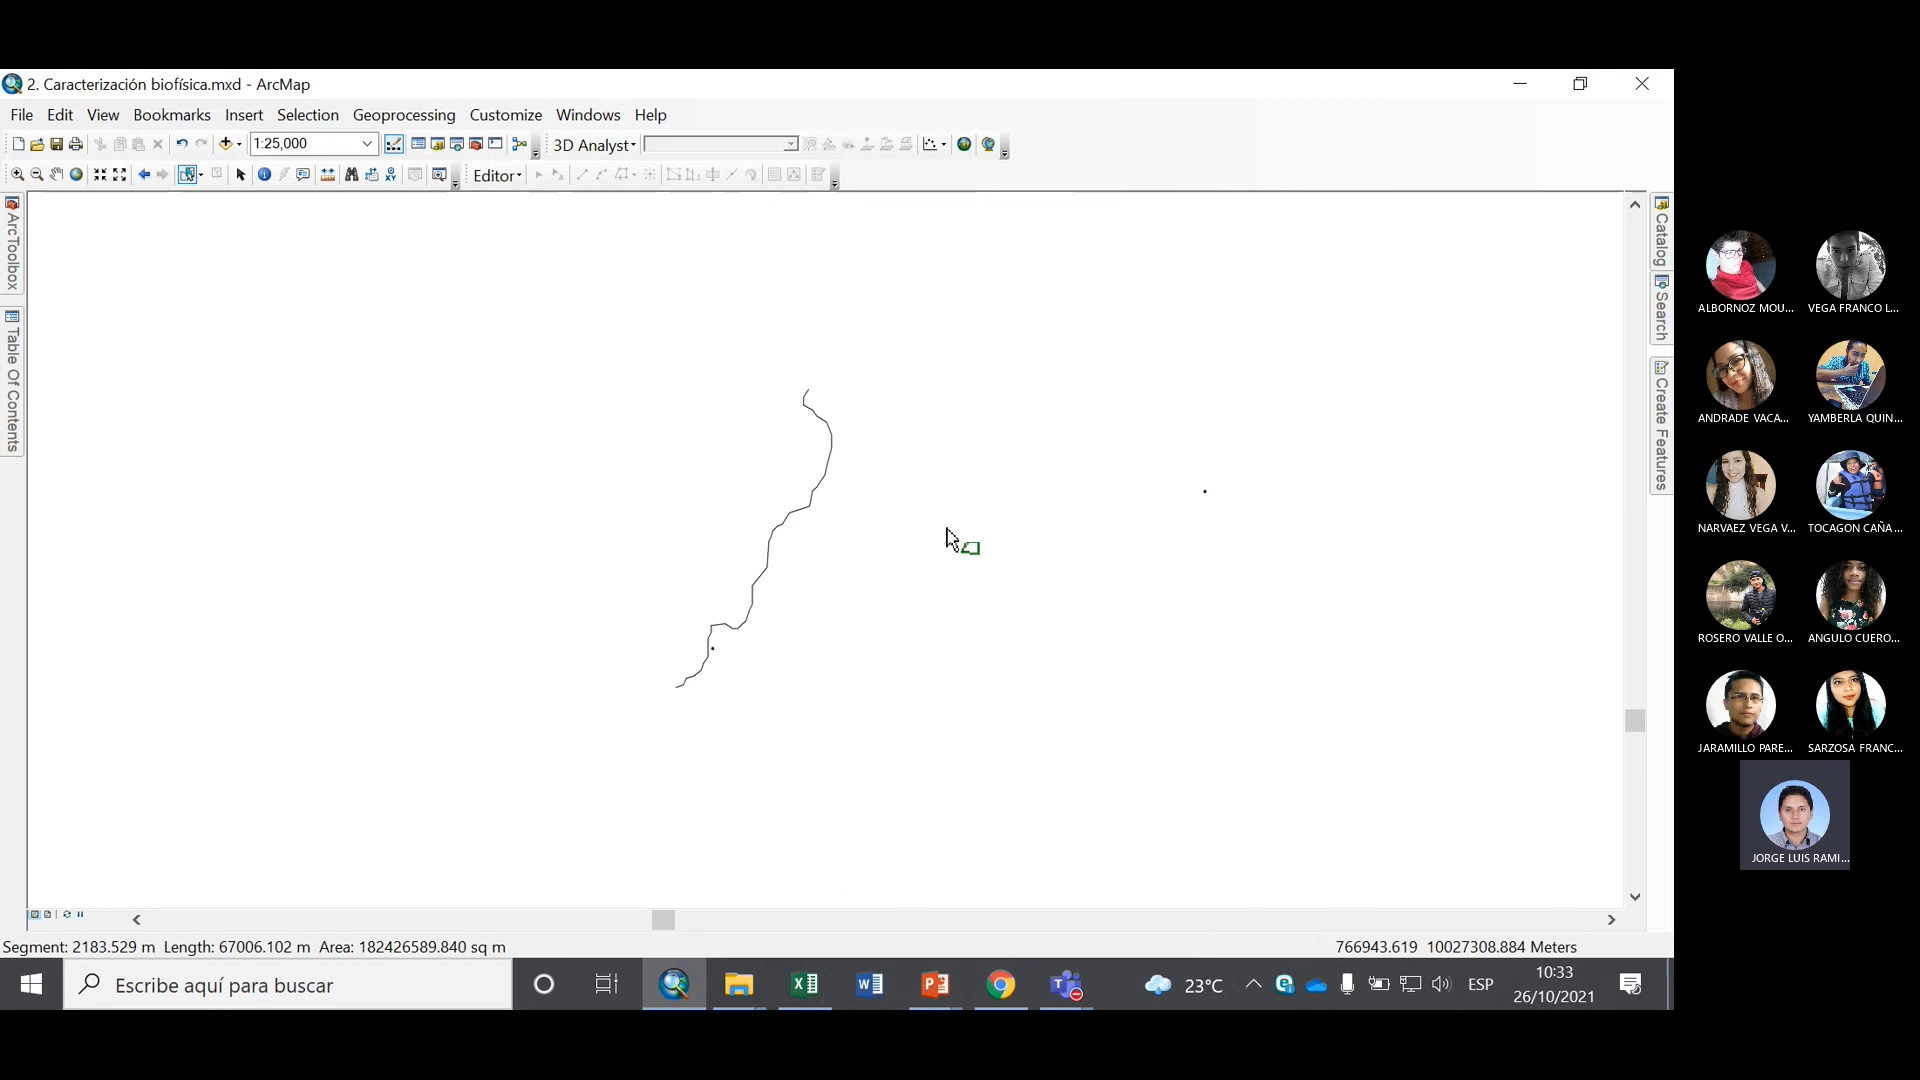 2. Caracterización biofísica.mxd - ArcMap
File Edit View Bookmarks Insert Selection Geoprocessing Customize Windows Help
1:25,000
3D Analyst
Editor
ArcToolbox
Table Of Contents
Catalog
Search
Create Features
Segment: 2183.529 m Length: 67006.102 m Area: 182426589.840 sq m
766943.619 10027308.884 Meters
Escribe aquí para buscar
23°C
ESP
10:33
26/10/2021
ALBORNOZ MOU...
VEGA FRANCO L...
ANDRADE VACA...
YAMBERLA QUIN...
NARVAEZ VEGA V...
TOCAGON CAÑA...
ROSERO VALLE O...
ANGULO CUERO...
JARAMILLO PARE...
SARZOSA FRANC...
JORGE LUIS RAMI...